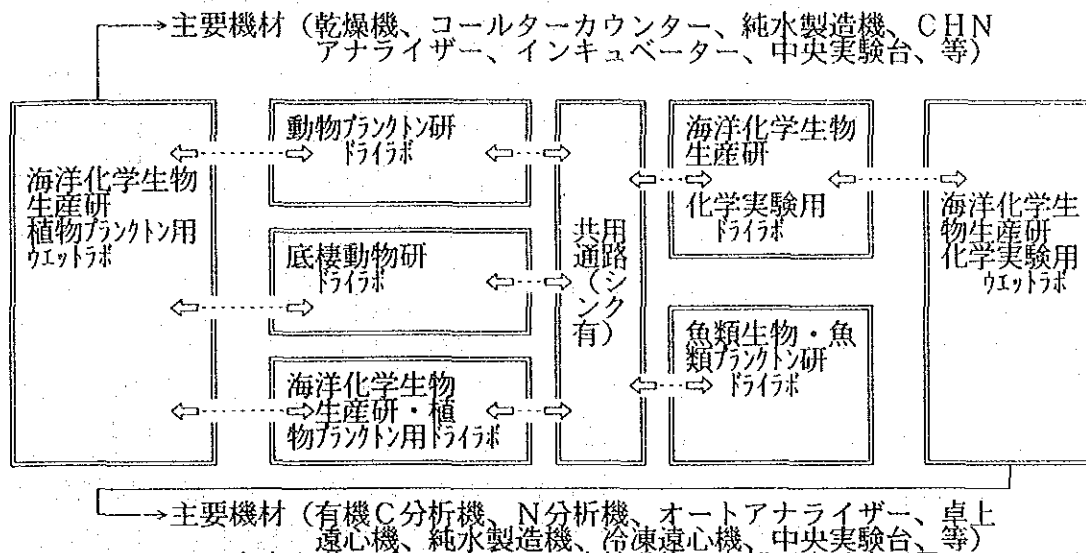 主要機材(乾燥機、コールターカウンター、純水製造機、CHN
アナライザー、インキュベーター、中央実験台、等)
海洋化学生物
生産研
植物プランクトン用
ウエットラボ
動物プランクトン研
ドライラボ
底棲動物研
ドライラボ
海洋化学生物
生産研・植
物プランクトン用ドライラボ
共用
通路
(シ
ンク
有)
海洋化学生物
生産研
化学実験用
ドライラボ
魚類生物・魚
類プランクトン研
ドライラボ
海洋化学生
物生産研
化学実験用
ウエットラボ
主要機材(有機C分析機、N分析機、オートアナライザー、卓上
遠心機、純水製造機、冷凍遠心機、中央実験台、等)